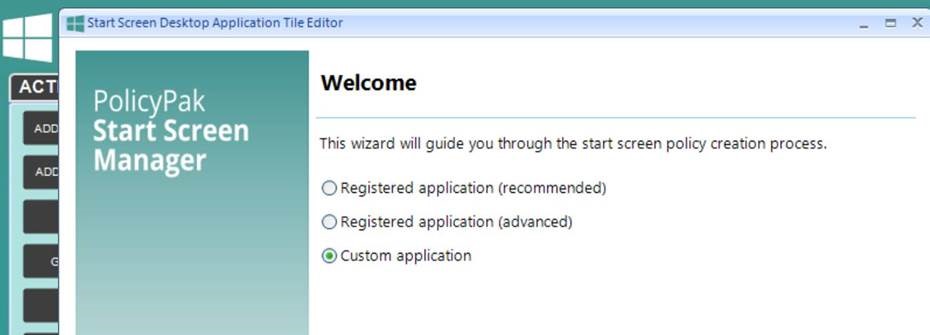 Start Screen Desktop Application Tile Editor
ACT
ADD
ADD
G
PolicyPak
Start Screen
Manager
Welcome
This wizard will guide you through the start screen policy creation process.
Registered application (recommended)
Registered application (advanced)
Custom application